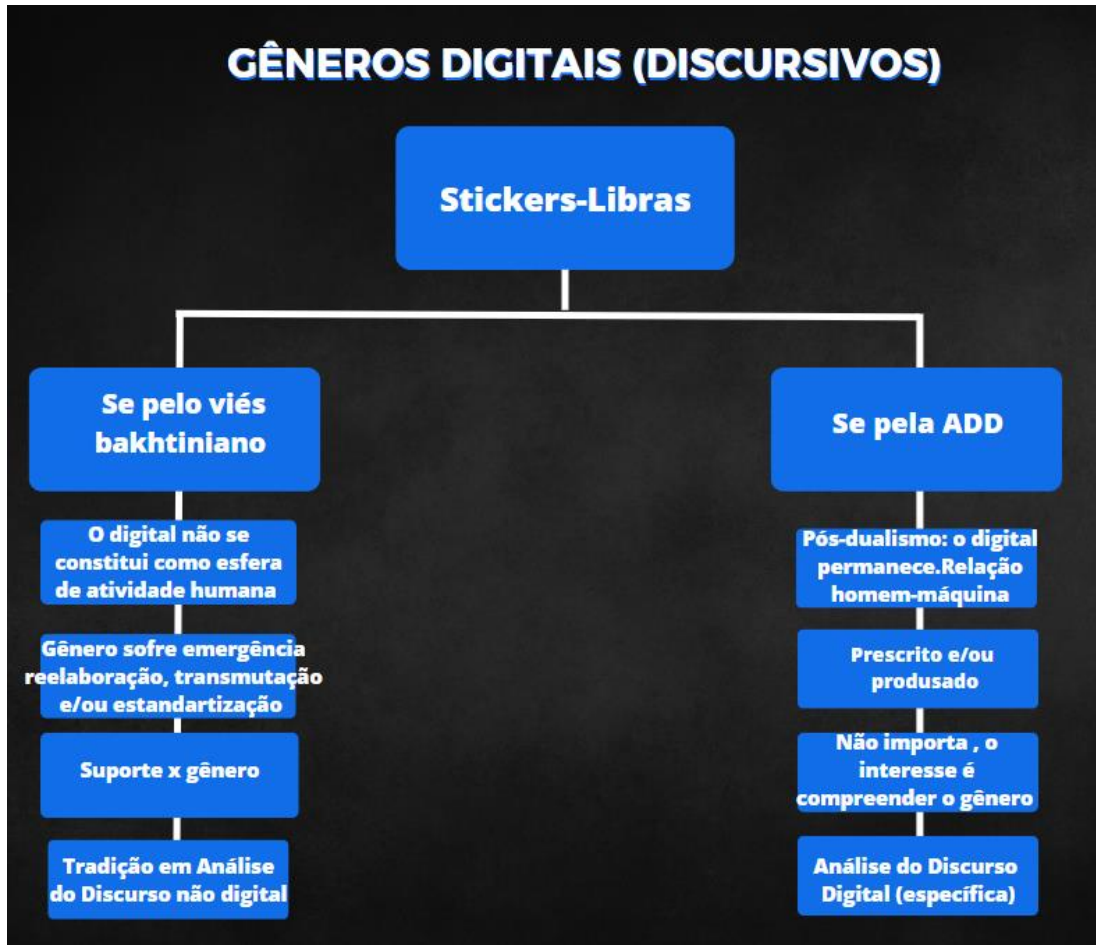 GÊNEROS DIGITAIS (DISCURSIVOS)
Stickers-Libras
Se pelo viés
bakhtiniano
O digital não se
constitui como esfera
de atividade humana
Gênero sofre emergência
reelaboração, transmutação
e/ou estandartização
Suporte x gênero
Tradição em Análise
do Discurso não digital
Se pela ADD
Pós-dualismo: o digital
permanece.Relação
homem-máquina
Prescrito e/ou
produsado
Não importa , o
interesse é
compreender o gênero
Análise do Discurso
Digital (específica)